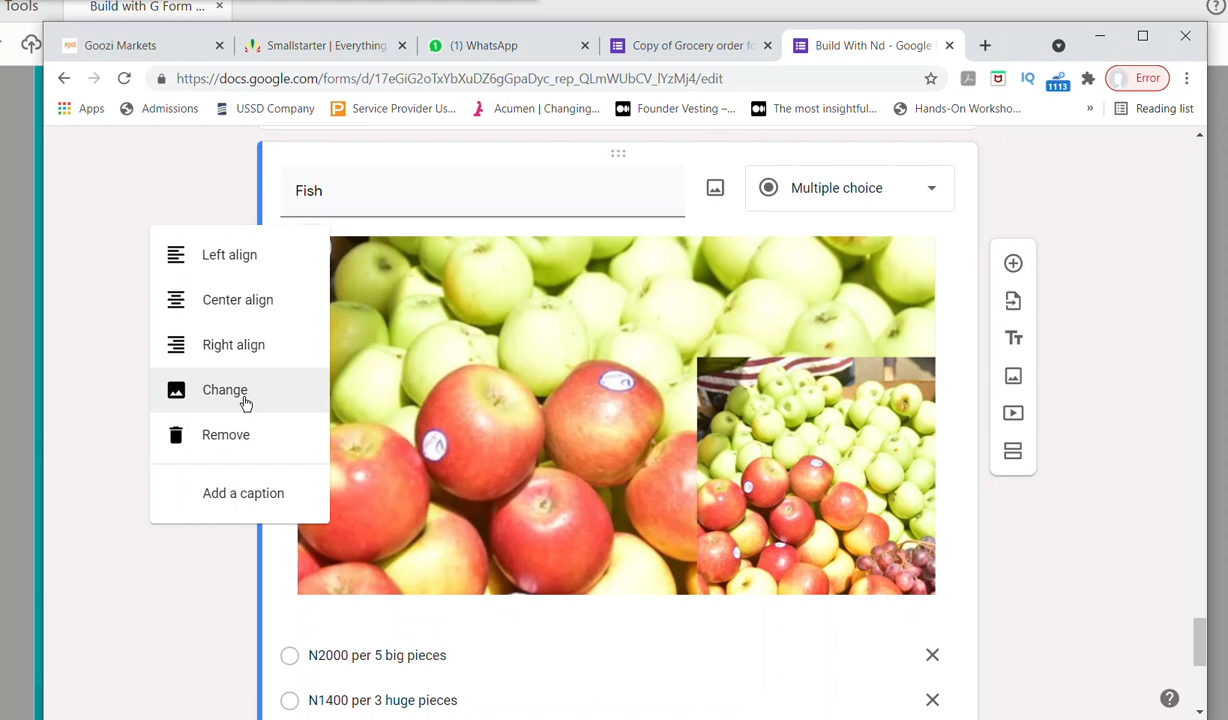 Tools
Build with G Form ...
Goozi Markets
Smallstarter | Everything
(1) WhatsApp
Copy of Grocery order fo
Build With Nd - Google
https://docs.google.com/forms/d/17eGiG2oTxYbXuDZ6gGpaDyc_rep_QLmWUbCV_lYzMj4/edit
IQ
1113
Error
Apps
Admissions
USSD Company
Service Provider Us...
Acumen | Changing...
Founder Vesting –...
The most insightful...
Hands-On Worksho...
»
Reading list
Fish
Multiple choice
Left align
Center align
Right align
Change
Remove
Add a caption
Tт
N2000 per 5 big pieces
N1400 per 3 huge pieces